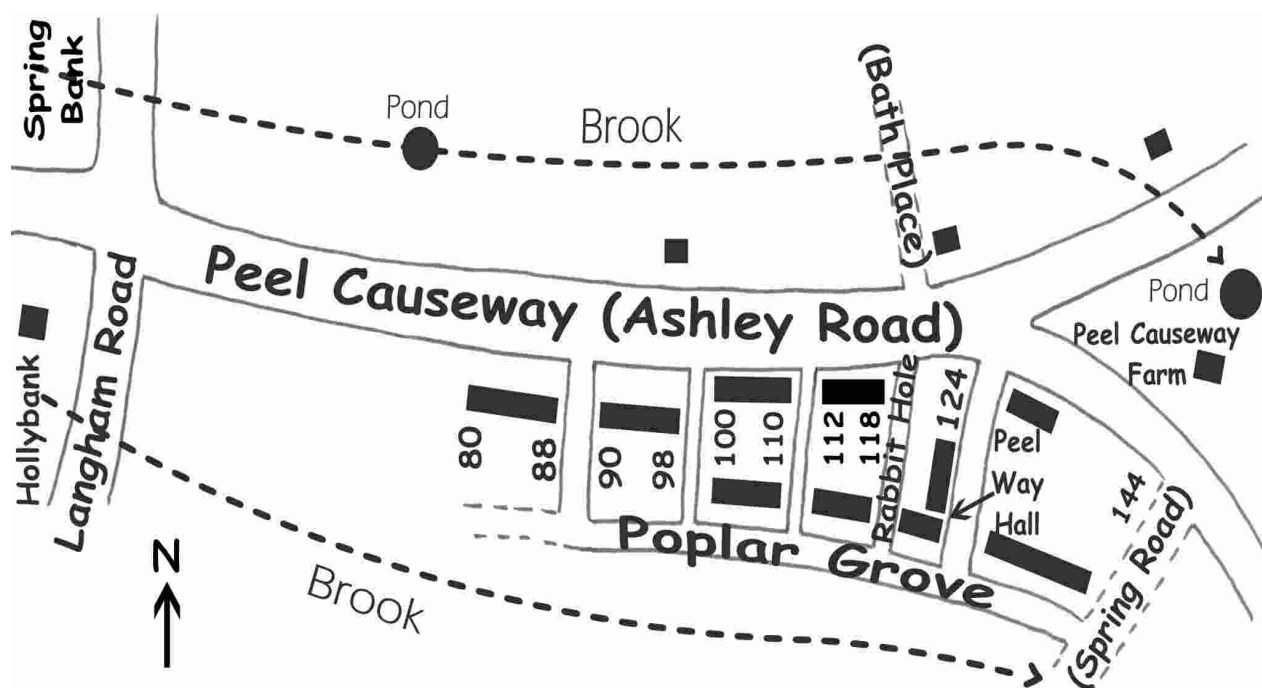 Spring
Bank
Pond
Brook
(Bath Place)
Peel Causeway (Ashley Road)
Pond
Peel Causeway
Farm
Hollybank
Langham Road
80
88
90
98
100
110
112
118
Rabbit Hole
124
Peel
Way
Hall
144
Poplar Grove
(Spring Road)
Brook
N